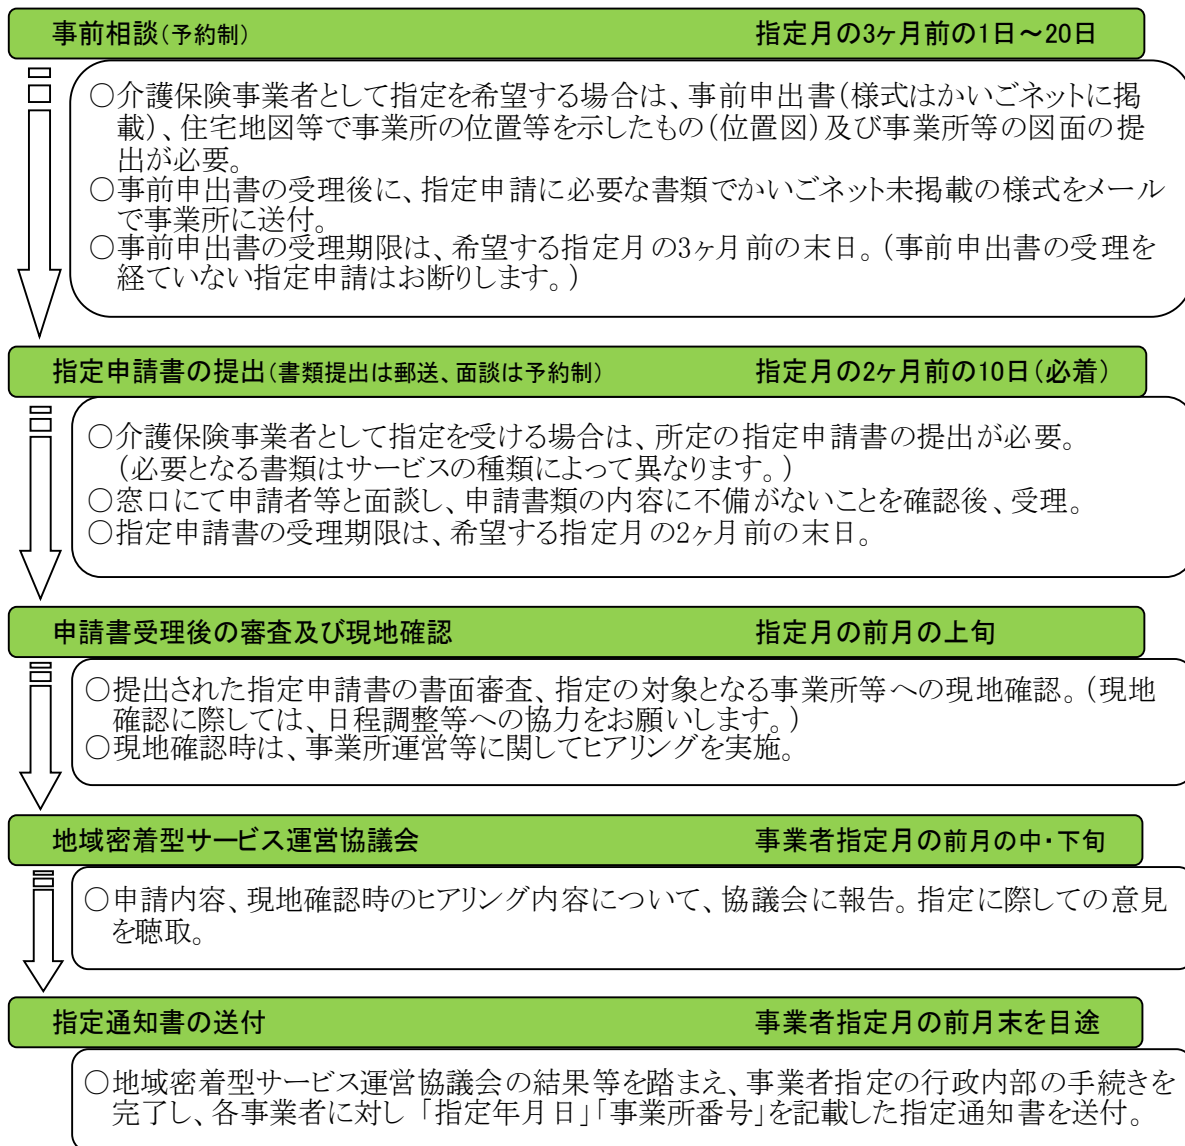 事前相談(予約制) 指定月の3ヶ月前の1日～20日
○介護保険事業者として指定を希望する場合は、事前申出書(様式はかいごネットに掲
載)、住宅地図等で事業所の位置等を示したもの(位置図)及び事業所等の図面の提
出が必要。
○事前申出書の受理後に、指定申請に必要な書類でかいごネット未掲載の様式をメール
で事業所に送付。
○事前申出書の受理期限は、希望する指定月の3ヶ月前の末日。(事前申出書の受理を
経ていない指定申請はお断りします。)
指定申請書の提出(書類提出は郵送、面談は予約制) 指定月の2ヶ月前の10日(必着)
○介護保険事業者として指定を受ける場合は、所定の指定申請書の提出が必要。
(必要となる書類はサービスの種類によって異なります。)
○窓口にて申請者等と面談し、申請書類の内容に不備がないことを確認後、受理。
○指定申請書の受理期限は、希望する指定月の2ヶ月前の末日。
申請書受理後の審査及び現地確認 指定月の前月の上旬
○提出された指定申請書の書面審査、指定の対象となる事業所等への現地確認。(現地
確認に際しては、日程調整等への協力をお願いします。)
○現地確認時は、事業所運営等に関してヒアリングを実施。
地域密着型サービス運営協議会 事業者指定月の前月の中・下旬
○申請内容、現地確認時のヒアリング内容について、協議会に報告。指定に際しての意見
を聴取。
指定通知書の送付 事業者指定月の前月末を目途
○地域密着型サービス運営協議会の結果等を踏まえ、事業者指定の行政内部の手続きを
完了し、各事業者に対し「指定年月日」「事業所番号」を記載した指定通知書を送付。